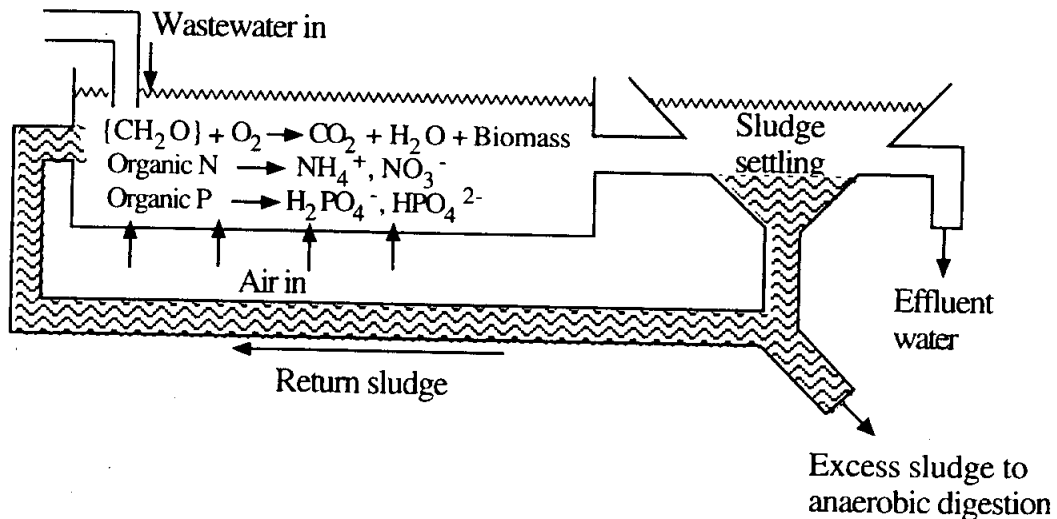 Wastewater in
{CH₂O} + O₂ → CO₂ + H₂O + Biomass
Organic N → NH₄⁺, NO₃⁻
Organic P → H₂PO₄⁻, HPO₄²⁻
Sludge
settling
Air in
Effluent
water
Return sludge
Excess sludge to
anaerobic digestion